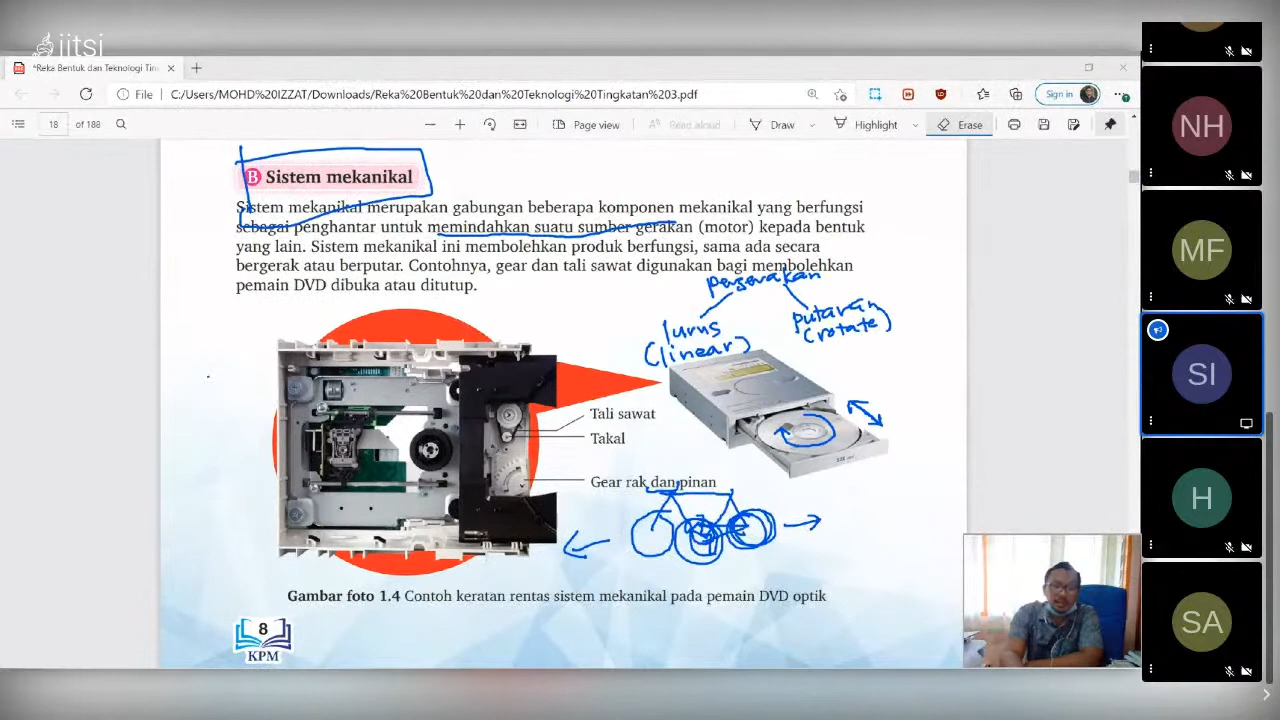 jitsi
*Reka Bentuk dan Teknologi Tin
Sign in
File
C:/Users/MOHD%20IZZAT/Downloads/Reka%20Bentuk%20dan%20Teknologi%20Tingkatan%203.pdf
18 of 188
Page view
Read aloud
Draw
Highlight
Erase
B Sistem mekanikal
Sistem mekanikal merupakan gabungan beberapa komponen mekanikal yang berfungsi
sebagai penghantar untuk memindahkan suatu sumber gerakan (motor) kepada bentuk
yang lain. Sistem mekanikal ini membolehkan produk berfungsi, sama ada secara
bergerak atau berputar. Contohnya, gear dan tali sawat digunakan bagi membolehkan
pemain DVD dibuka atau ditutup.
pergerakan
lurus
(linear)
putaran
(rotate)
Tali sawat
Takal
Gear rak dan pinan
Gambar foto 1.4 Contoh keratan rentas sistem mekanikal pada pemain DVD optik
8
KPM
NH
MF
SI
H
SA